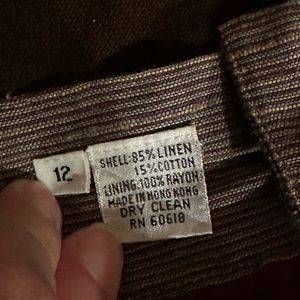 12
SHELL:85% LINEN
15% COTTON
LINING:100% RAYON
MADE IN HONG KONG
DRY CLEAN
RN 60618